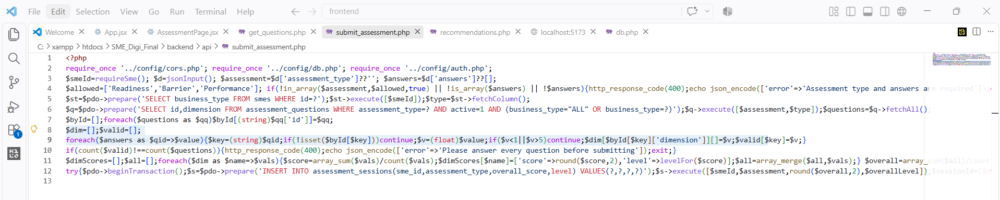 File Edit Selection View Go Run Terminal Help frontend
Welcome App.jsx AssessmentPage.jsx get_questions.php submit_assessment.php recommendations.php localhost:5173 db.php
C: > xampp > htdocs > SME_Digi_Final > backend > api > submit_assessment.php
1 <?php
2 require_once '../config/cors.php'; require_once '../config/db.php'; require_once '../config/auth.php';
3 $smeId=requireSme(); $d=jsonInput(); $assessment=$d['assessment_type']??''; $answers=$d['answers']??[];
4 $allowed=['Readiness','Barrier','Performance']; if(!in_array($assessment,$allowed,true) || !is_array($answers) || !$answers){http_response_code(400);echo json_encode(['error'=>'Assessment type and answers are required']);
5 $st=$pdo->prepare('SELECT business_type FROM smes WHERE id=?');$st->execute([$smeId]);$type=$st->fetchColumn();
6 $q=$pdo->prepare('SELECT id,dimension FROM assessment_questions WHERE assessment_type=? AND active=1 AND (business_type="ALL" OR business_type=?)');$q->execute([$assessment,$type]);$questions=$q->fetchAll();
7 $byId=[];foreach($questions as $qq)$byId[(string)$qq['id']]=$qq;
8 $dim=[];$valid=[];
9 foreach($answers as $qid=>$value){$key=(string)$qid;if(!isset($byId[$key]))continue;$v=(float)$value;if($v<1||$v>5)continue;$dim[$byId[$key]['dimension']][]=$v;$valid[$key]=$v;}
10 if(count($valid)!==count($questions)){http_response_code(400);echo json_encode(['error'=>'Please answer every question before submitting']);exit;}
11 $dimScores=[];$all=[];foreach($dim as $name=>$vals){$score=array_sum($vals)/count($vals);$dimScores[$name]=['score'=>round($score,2),'level'=>levelFor($score)];$all=array_merge($all,$vals);} $overall=array_sum($all)/count
12 try{$pdo->beginTransaction();$s=$pdo->prepare('INSERT INTO assessment_sessions(sme_id,assessment_type,overall_score,level) VALUES(?,?,?,?)');$s->execute([$smeId,$assessment,round($overall,2),$overallLevel]);$sessionId=(in
13
1